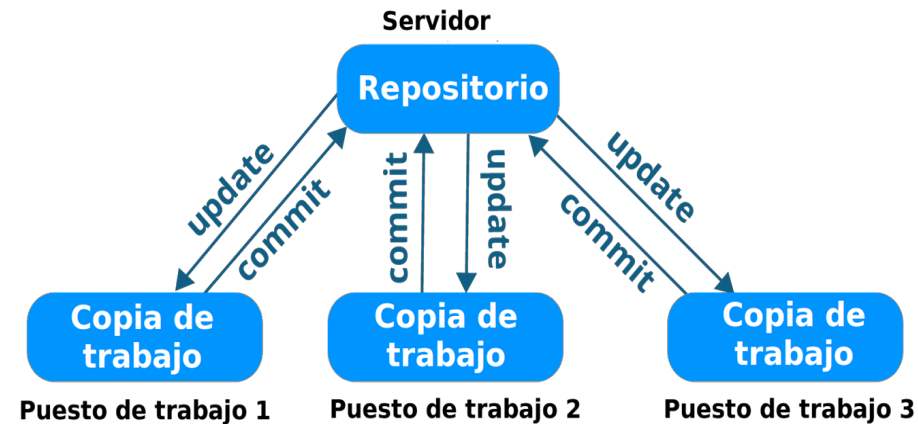 Servidor
Repositorio
update
commit
commit
update
update
commit
Copia de
trabajo
Copia de
trabajo
Copia de
trabajo
Puesto de trabajo 1
Puesto de trabajo 2
Puesto de trabajo 3